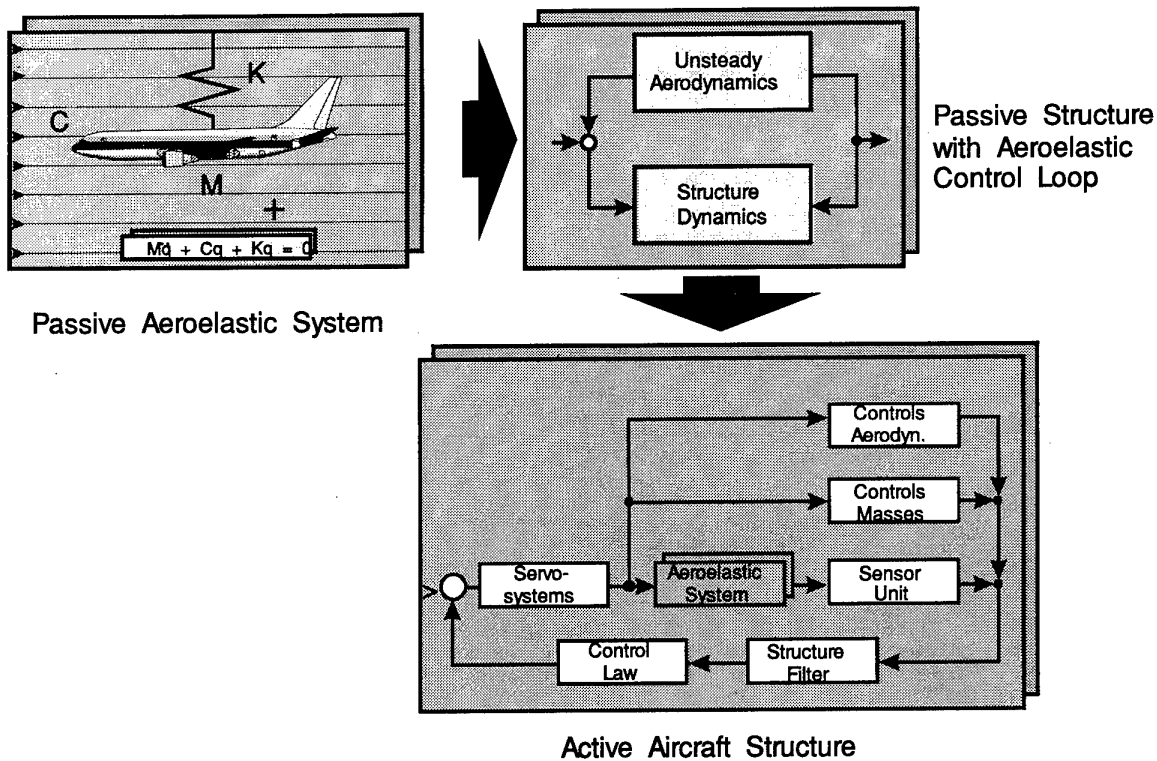 K
C
M
+
Mq + Cq + Kq = 0
Passive Aeroelastic System
Unsteady
Aerodynamics
Structure
Dynamics
Passive Structure
with Aeroelastic
Control Loop
Controls
Aerodyn.
Controls
Masses
Servo-
systems
Aeroelastic
System
Sensor
Unit
Control
Law
Structure
Filter
>
Active Aircraft Structure